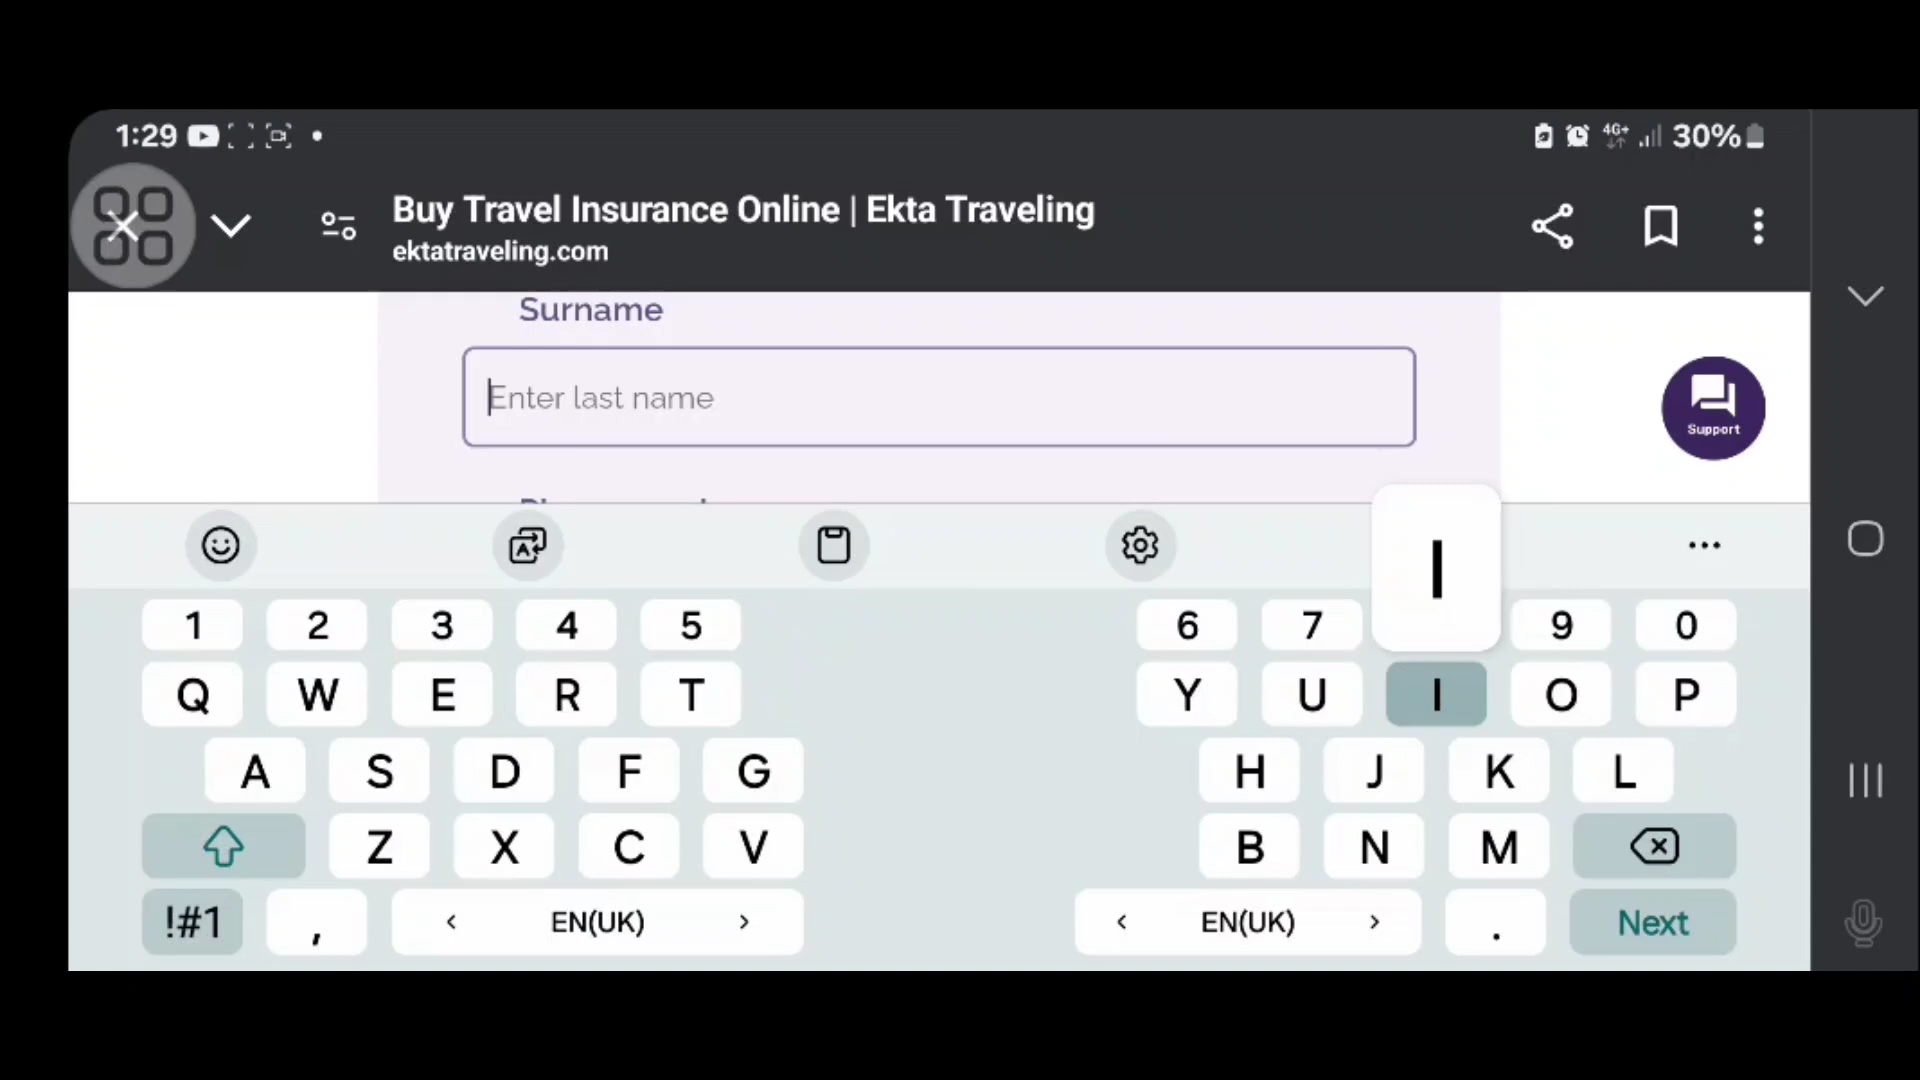 1:29
4G+
30%
Buy Travel Insurance Online | Ekta Traveling
ektatraveling.com
Surname
Enter last name
Support
I
1 2 3 4 5 6 7 9 0
Q W E R T Y U I O P
A S D F G H J K L
Z X C V B N M
!#1 , < EN(UK) > < EN(UK) > . Next